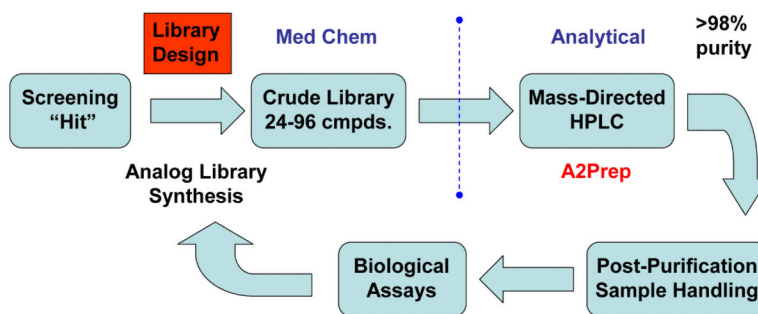 Library
Design
Med Chem
Analytical
>98%
purity
Screening
“Hit”
Crude Library
24-96 cmpds.
Mass-Directed
HPLC
Analog Library
Synthesis
A2Prep
Biological
Assays
Post-Purification
Sample Handling